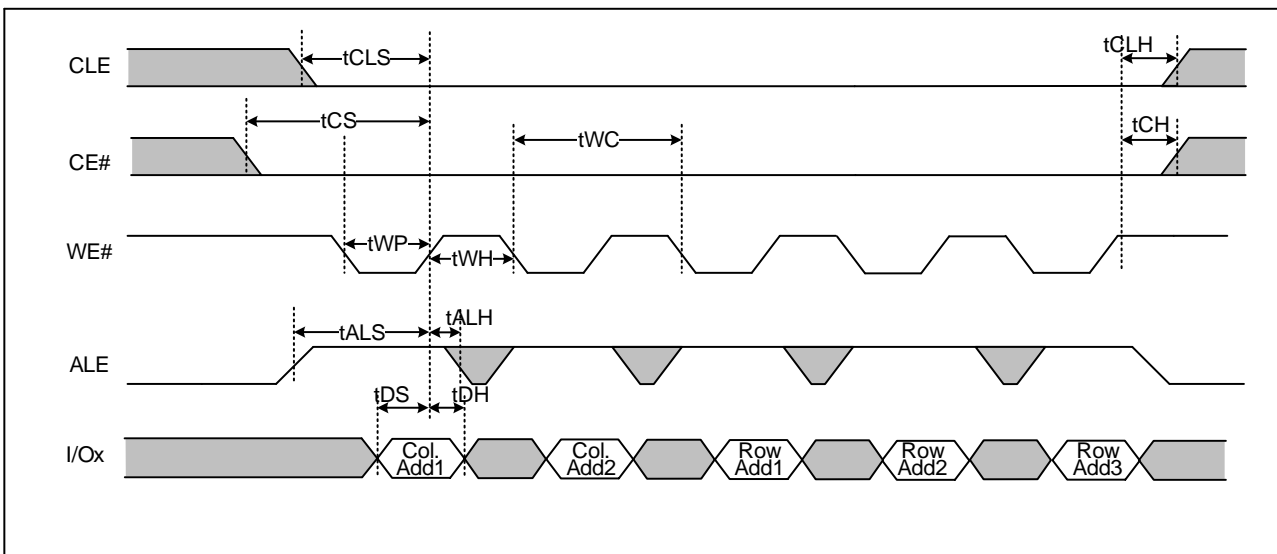 tCLS
tCLH
CLE
tCS
tWC
tCH
CE#
WE#
tWP
tWH
tALS
tALH
ALE
tDS
tDH
I/Ox
Col.
Add1
Col.
Add2
Row
Add1
Row
Add2
Row
Add3